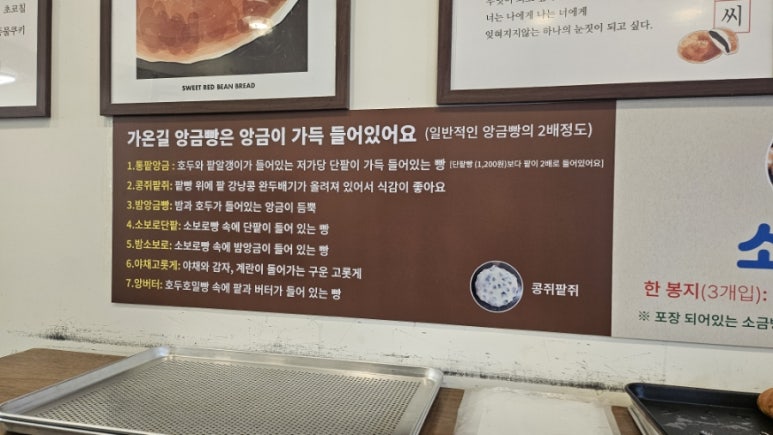 초코칩
SWEET RED BEAN BREAD
너는 나에게 나는 너에게
잊혀지지않는 하나의 눈짓이 되고 싶다.
씨
가온길 앙금빵은 앙금이 가득 들어있어요 (일반적인 앙금빵의 2배정도)
1.통팥앙금 : 호두와 팥알갱이가 들어있는 저가당 단팥이 가득 들어있는 빵 [단팥빵 (1,200원)보다 팥이 2배로 들어있어요]
2.콩쥐팥쥐: 팥빵 위에 팥 강낭콩 완두배기가 올려져 있어서 식감이 좋아요
3.밤앙금빵: 밤과 호두가 들어있는 앙금이 듬뿍
4.소보로단팥: 소보로빵 속에 단팥이 들어 있는 빵
5.밤소보로: 소보로빵 속에 밤앙금이 들어 있는 빵
6.야채고롯게: 야채와 감자, 계란이 들어가는 구운 고롯게
7.앙버터: 호두호밀빵 속에 팥과 버터가 들어 있는 빵
콩쥐팥쥐
한 봉지(3개입):
※ 포장 되어있는 소금